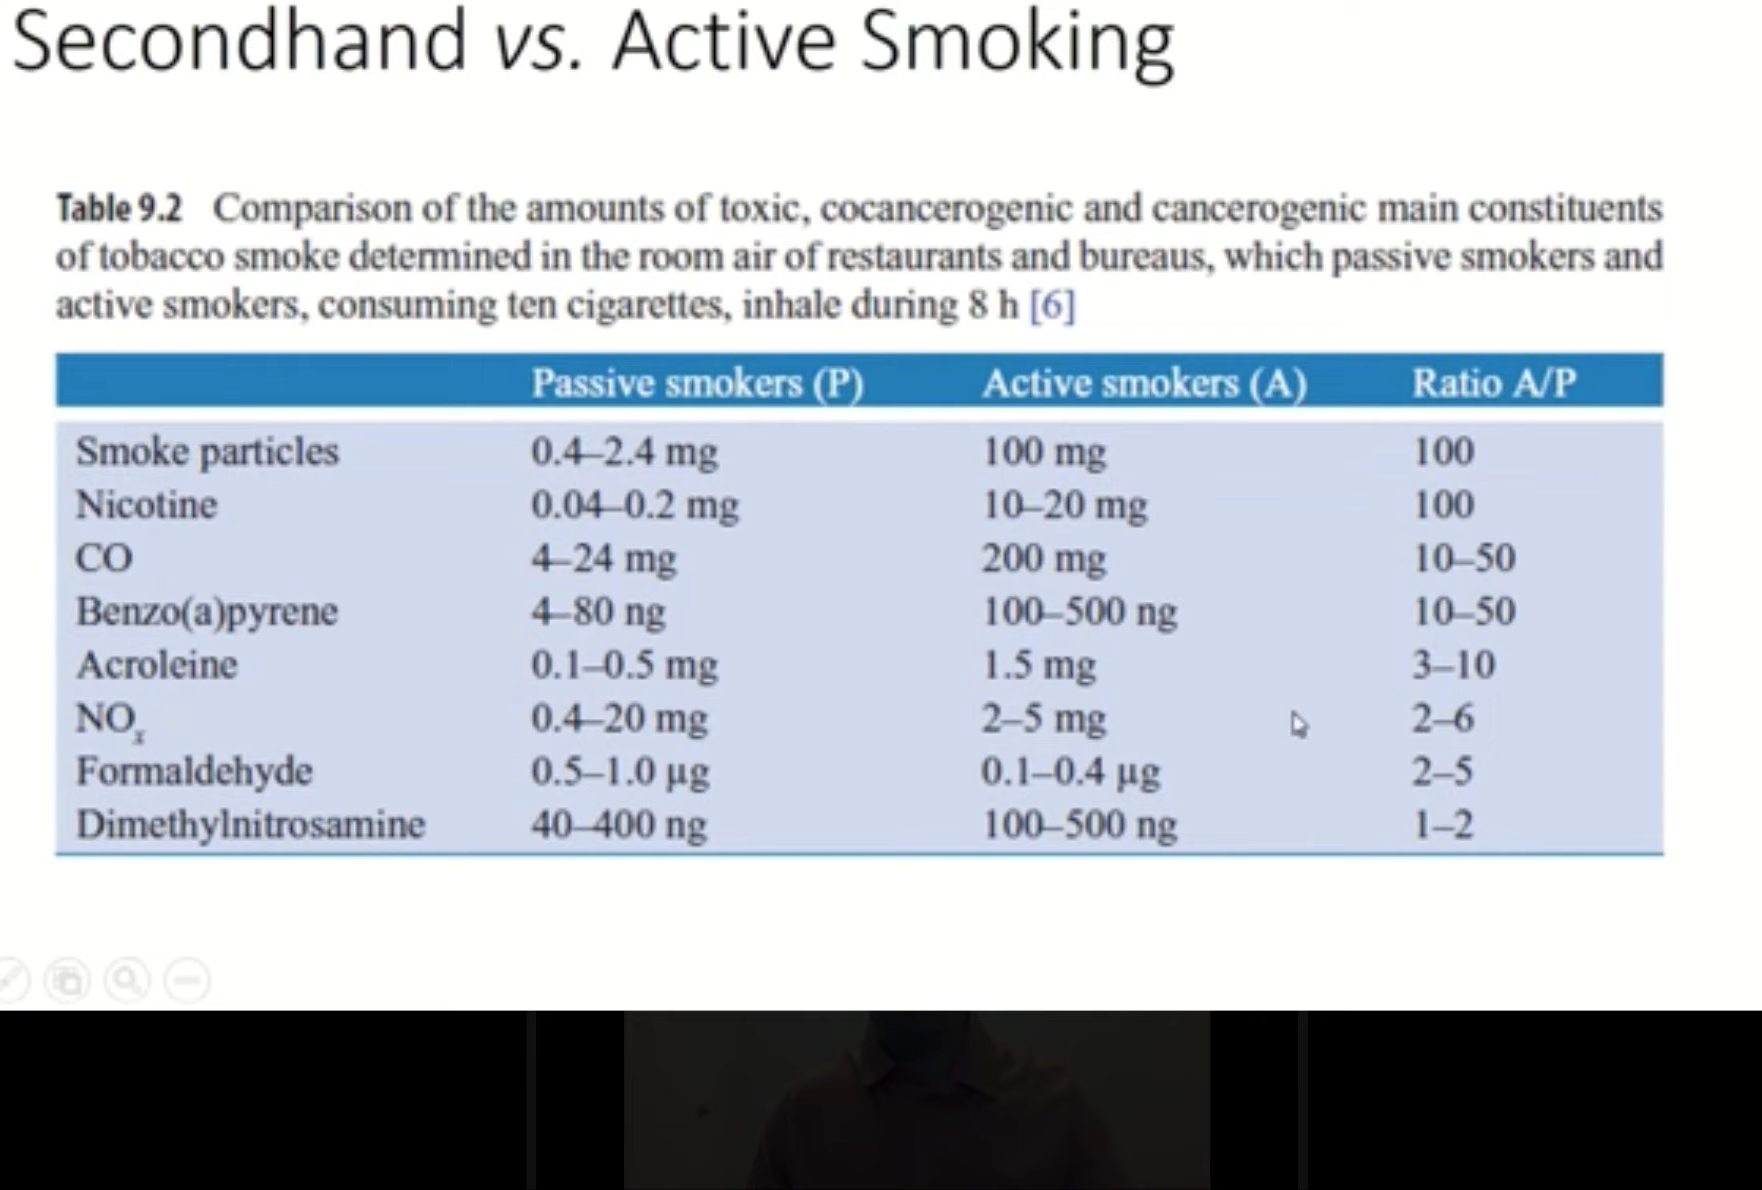 Secondhand vs. Active Smoking
Table 9.2 Comparison of the amounts of toxic, cocancerogenic and cancerogenic main constituents
of tobacco smoke determined in the room air of restaurants and bureaus, which passive smokers and
active smokers, consuming ten cigarettes, inhale during 8 h [6]
Passive smokers (P) Active smokers (A) Ratio A/P
Smoke particles 0.4–2.4 mg 100 mg 100
Nicotine 0.04–0.2 mg 10–20 mg 100
CO 4–24 mg 200 mg 10–50
Benzo(a)pyrene 4–80 ng 100–500 ng 10–50
Acroleine 0.1–0.5 mg 1.5 mg 3–10
NOx 0.4–20 mg 2–5 mg 2–6
Formaldehyde 0.5–1.0 µg 0.1–0.4 µg 2–5
Dimethylnitrosamine 40–400 ng 100–500 ng 1–2